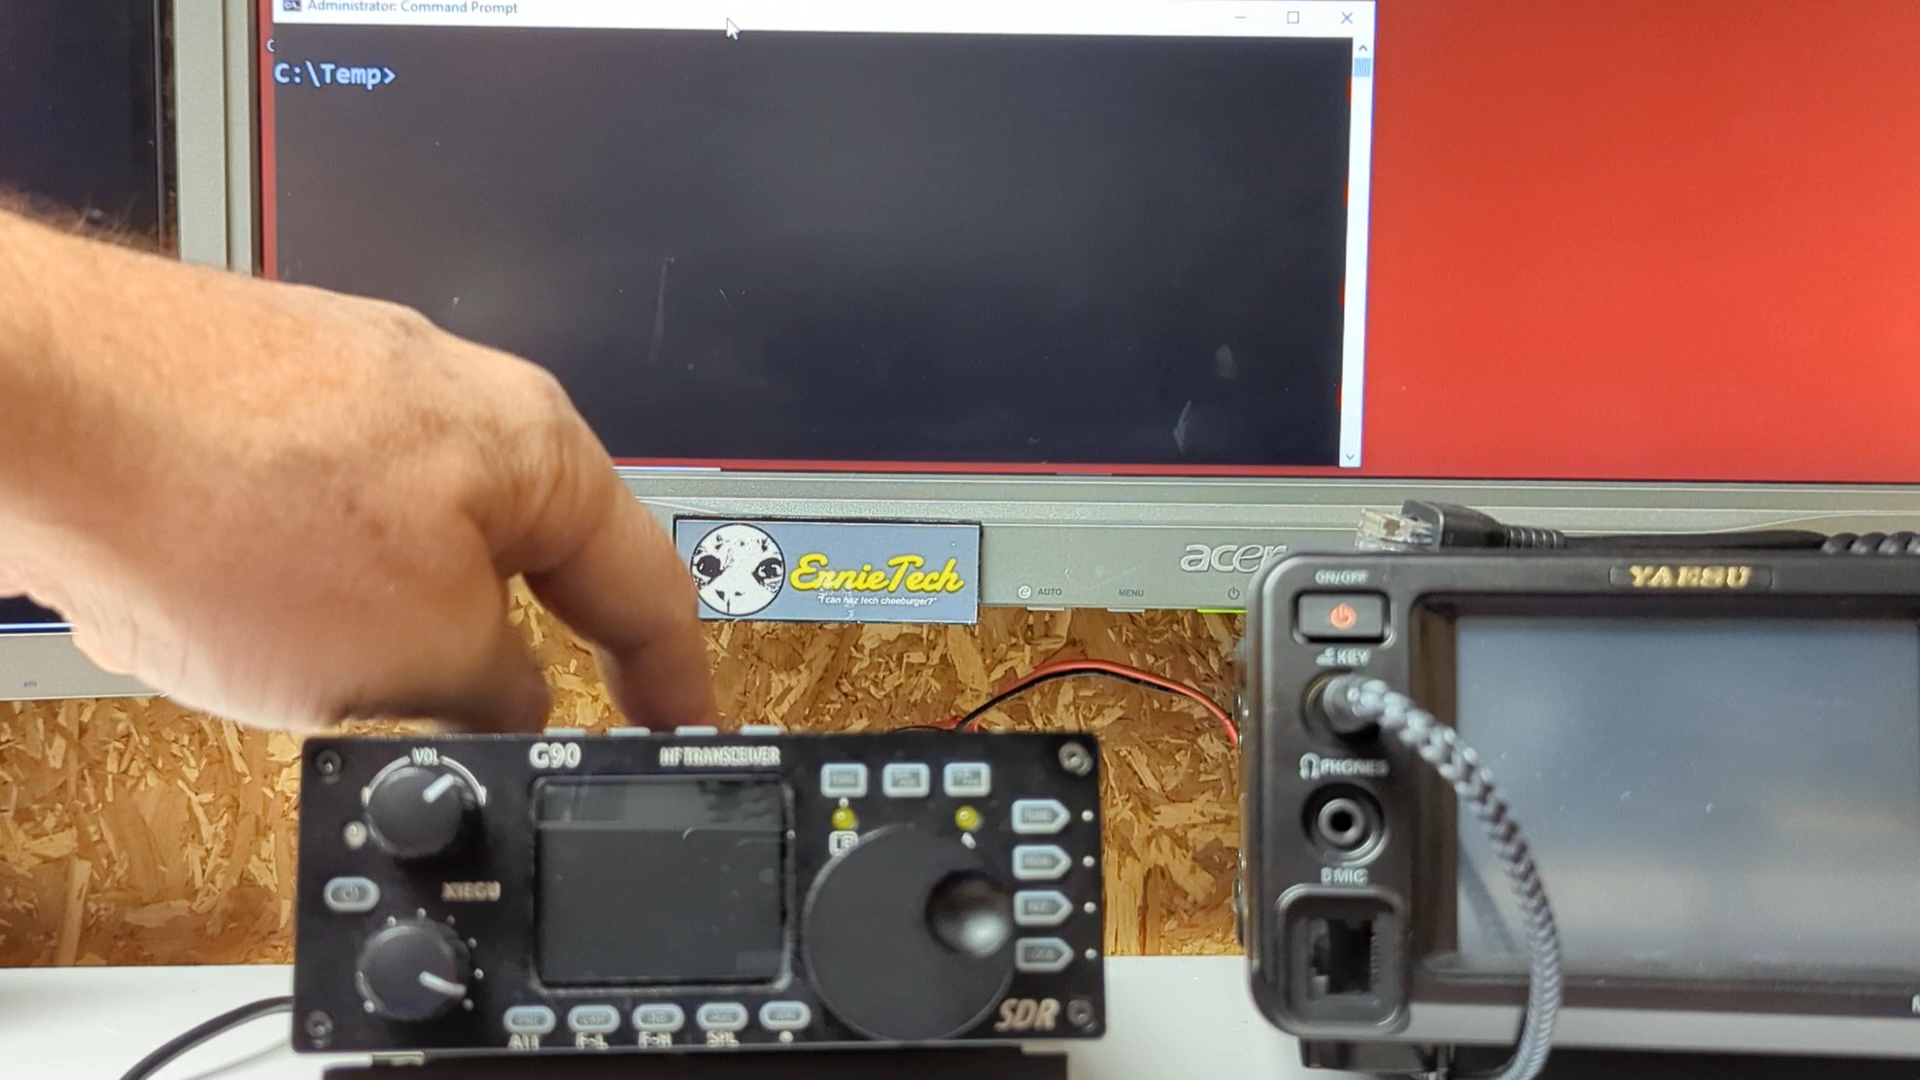 Administrator: Command Prompt
C:\Temp>
ErnieTech
"I can haz tech cheeburger?"
acer
e AUTO
MENU
YAESU
ON/OFF
KEY
PHONES
MIC
G90
HF TRANSCEIVER
VOL
XIEGU
SDR
ATT
F-L
F-H